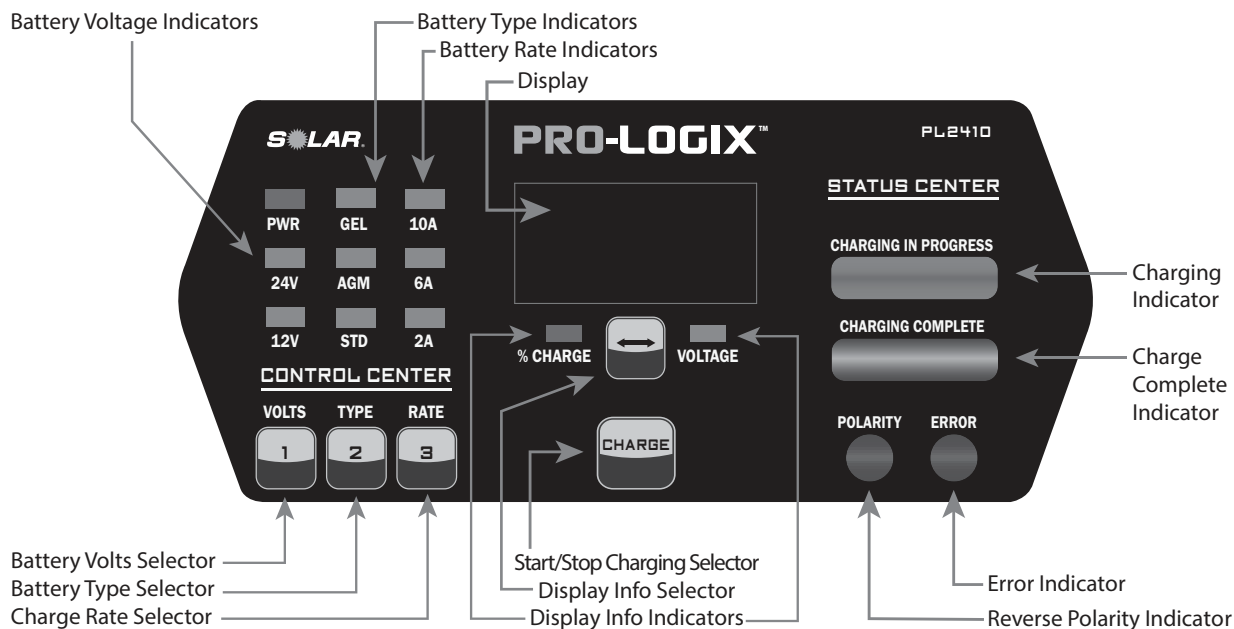 Battery Voltage Indicators
Battery Type Indicators
Battery Rate Indicators
Display
SOLAR.
PRO-LOGIX™
PL2410
STATUS CENTER
PWR GEL 10A
CHARGING IN PROGRESS
24V AGM 6A
Charging
Indicator
12V STD 2A
% CHARGE
VOLTAGE
CHARGING COMPLETE
Charge
Complete
Indicator
CONTROL CENTER
VOLTS TYPE RATE
1 2 3
CHARGE
POLARITY ERROR
Battery Volts Selector
Battery Type Selector
Charge Rate Selector
Start/Stop Charging Selector
Display Info Selector
Display Info Indicators
Error Indicator
Reverse Polarity Indicator